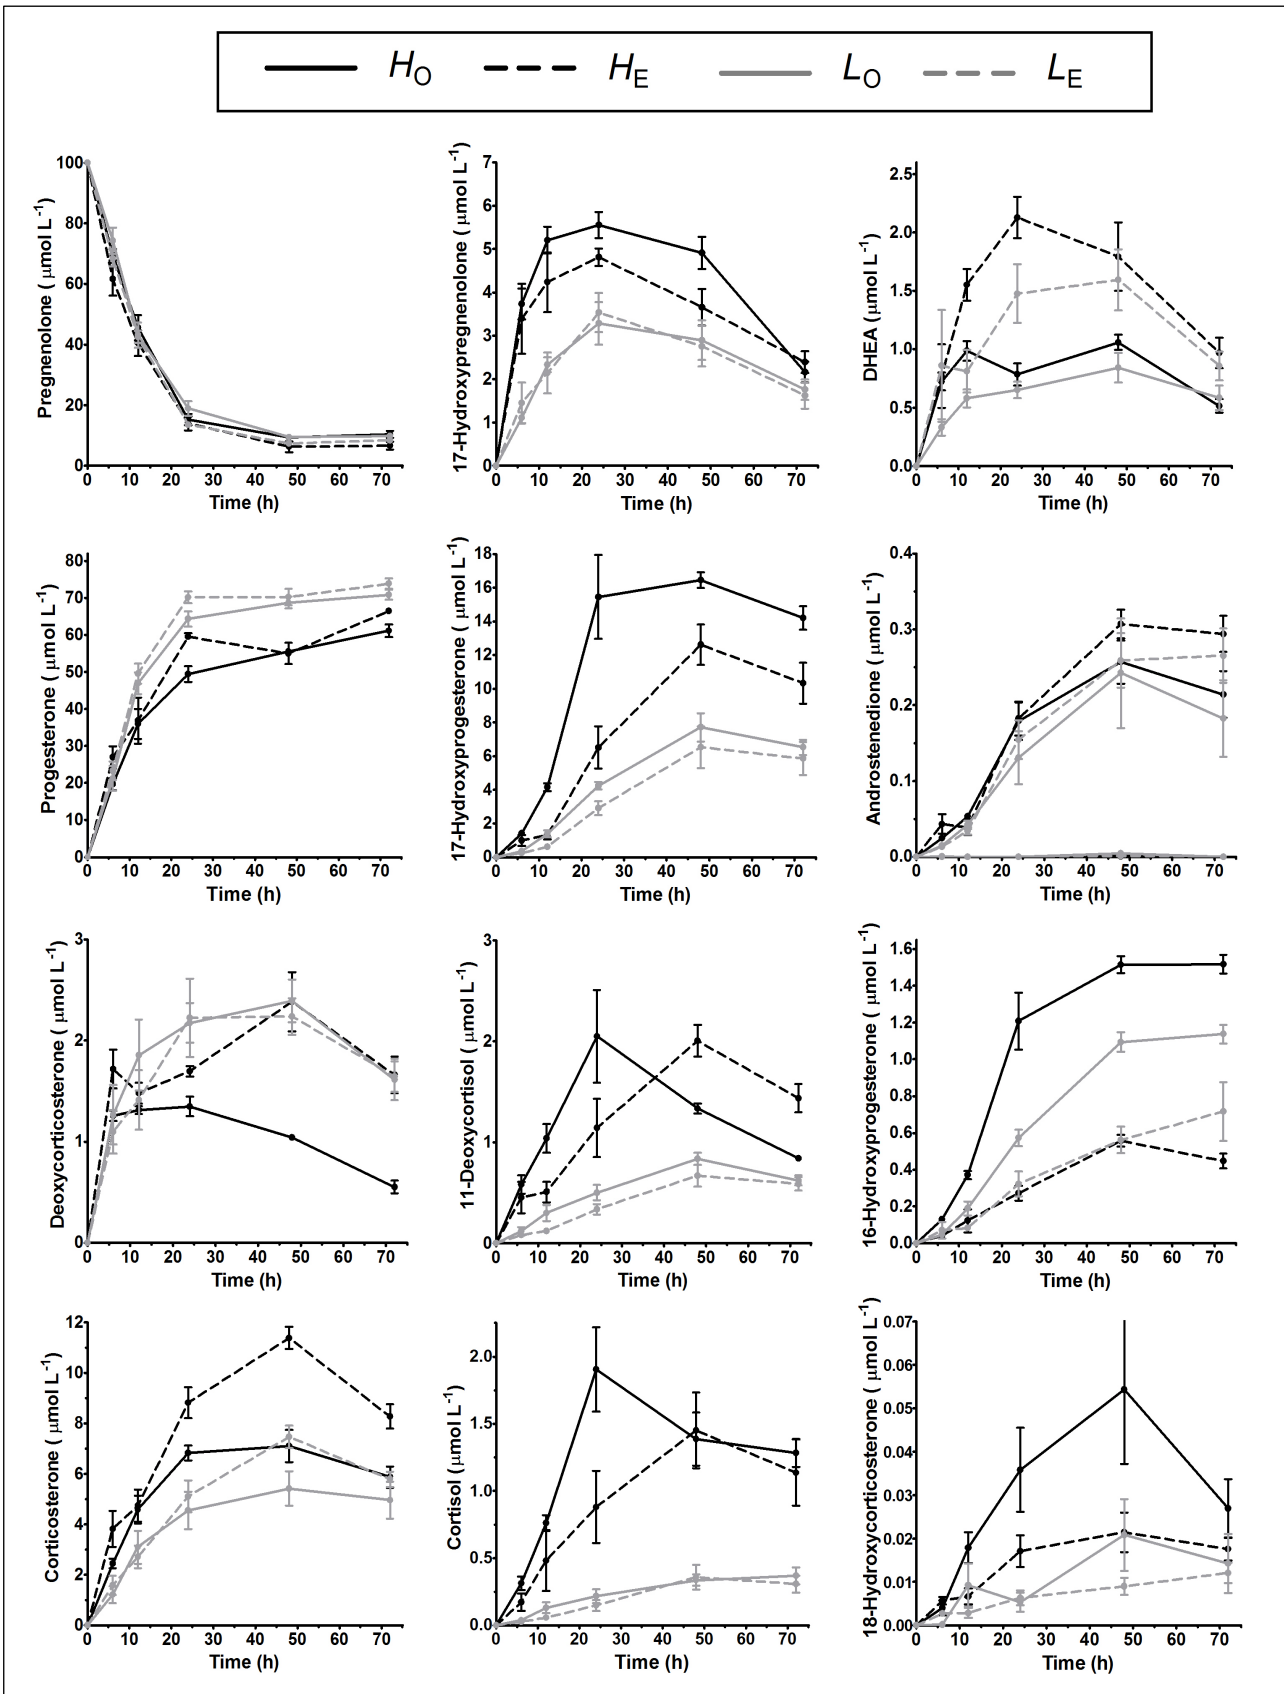 H_O H_E L_O L_E
Pregnenolone ( μmol L⁻¹)
100
80
60
40
20
0
0 10 20 30 40 50 60 70
Time (h)
17-Hydroxypregnenolone ( μmol L⁻¹)
7
6
5
4
3
2
1
0
0 10 20 30 40 50 60 70
Time (h)
DHEA (μmol L⁻¹)
2.5
2.0
1.5
1.0
0.5
0.0
0 10 20 30 40 50 60 70
Time (h)
Progesterone ( μmol L⁻¹)
80
70
60
50
40
30
20
10
0
0 10 20 30 40 50 60 70
Time (h)
17-Hydroxyprogesterone ( μmol L⁻¹)
18
16
14
12
10
8
6
4
2
0
0 10 20 30 40 50 60 70
Time (h)
Androstenedione ( μmol L⁻¹)
0.4
0.3
0.2
0.1
0.0
0 10 20 30 40 50 60 70
Time (h)
Deoxycorticosterone ( μmol L⁻¹)
3
2
1
0
0 10 20 30 40 50 60 70
Time (h)
11-Deoxycortisol ( μmol L⁻¹)
3
2
1
0
0 10 20 30 40 50 60 70
Time (h)
16-Hydroxyprogesterone ( μmol L⁻¹)
1.6
1.4
1.2
1.0
0.8
0.6
0.4
0.2
0.0
0 10 20 30 40 50 60 70
Time (h)
Corticosterone ( μmol L⁻¹)
12
10
8
6
4
2
0
0 10 20 30 40 50 60 70
Time (h)
Cortisol (μmol L⁻¹)
2.0
1.5
1.0
0.5
0.0
0 10 20 30 40 50 60 70
Time (h)
18-Hydroxycorticosterone ( μmol L⁻¹)
0.07
0.06
0.05
0.04
0.03
0.02
0.01
0.00
0 10 20 30 40 50 60 70
Time (h)